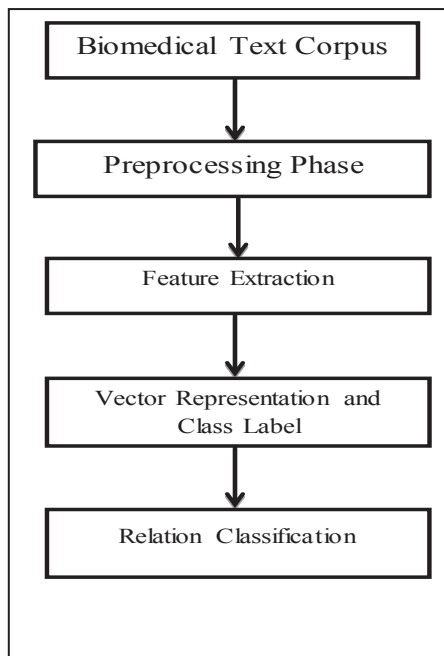 Biomedical Text Corpus
Preprocessing Phase
Feature Extraction
Vector Representation and
Class Label
Relation Classification